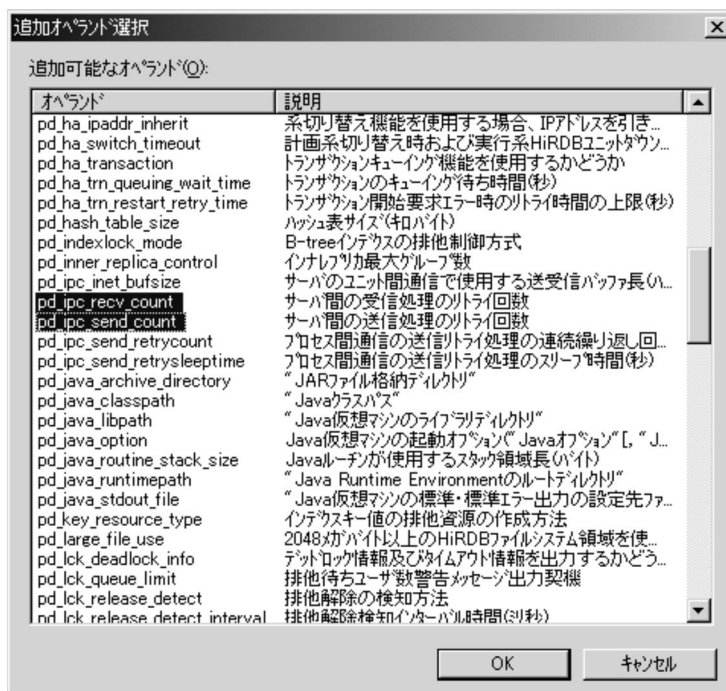 追加ｵﾍﾟﾗﾝﾄﾞ選択
追加可能なｵﾍﾟﾗﾝﾄﾞ(O):
ｵﾍﾟﾗﾝﾄﾞ 説明
pd_ha_ipaddr_inherit 系切り替え機能を使用する場合、IPｱﾄﾞﾚｽを引き...
pd_ha_switch_timeout 計画系切り替え時および実行系HiRDBﾕﾆｯﾄﾀﾞｳﾝ...
pd_ha_transaction ﾄﾗﾝｻﾞｸｼｮﾝｷｭｰｲﾝｸﾞ機能を使用するかどうか
pd_ha_trn_queuing_wait_time ﾄﾗﾝｻﾞｸｼｮﾝのｷｭｰｲﾝｸﾞ待ち時間(秒)
pd_ha_trn_restart_retry_time ﾄﾗﾝｻﾞｸｼｮﾝ開始要求ｴﾗｰ時のﾘﾄﾗｲ時間の上限(秒)
pd_hash_table_size ﾊｯｼｭ表ｻｲｽﾞ(ｷﾛﾊﾞｲﾄ)
pd_indexlock_mode B-treeｲﾝﾃﾞｸｽの排他制御方式
pd_inner_replica_control ｲﾝﾅﾚﾌﾟﾘｶ最大ｸﾞﾙｰﾌﾟ数
pd_ipc_inet_bufsize ｻｰﾊﾞのﾕﾆｯﾄ間通信で使用する送受信ﾊﾞｯﾌｧ長(ﾊ...
pd_ipc_recv_count ｻｰﾊﾞ間の受信処理のﾘﾄﾗｲ回数
pd_ipc_send_count ｻｰﾊﾞ間の送信処理のﾘﾄﾗｲ回数
pd_ipc_send_retrycount ﾌﾟﾛｾｽ間通信の送信ﾘﾄﾗｲ処理の連続繰り返し回...
pd_ipc_send_retrysleeptime ﾌﾟﾛｾｽ間通信の送信ﾘﾄﾗｲ処理のｽﾘｰﾌﾟ時間(秒)
pd_java_archive_directory "JARﾌｧｲﾙ格納ﾃﾞｨﾚｸﾄﾘ"
pd_java_classpath "Javaｸﾗｽﾊﾟｽ"
pd_java_libpath "Java仮想ﾏｼﾝのﾗｲﾌﾞﾗﾘﾃﾞｨﾚｸﾄﾘ"
pd_java_option Java仮想ﾏｼﾝの起動ｵﾌﾟｼｮﾝ("Javaｵﾌﾟｼｮﾝ"[, "J...
pd_java_routine_stack_size Javaﾙｰﾁﾝが使用するｽﾀｯｸ領域長(ﾊﾞｲﾄ)
pd_java_runtimepath "Java Runtime Environmentのﾙｰﾄﾃﾞｨﾚｸﾄﾘ"
pd_java_stdout_file "Java仮想ﾏｼﾝの標準・標準ｴﾗｰ出力の設定先ﾌｧ...
pd_key_resource_type ｲﾝﾃﾞｸｽｷｰ値の排他資源の作成方法
pd_large_file_use 2048ﾒｶﾞﾊﾞｲﾄ以上のHiRDBﾌｧｲﾙｼｽﾃﾑ領域を使...
pd_lck_deadlock_info ﾃﾞｯﾄﾞﾛｯｸ情報及びﾀｲﾑｱｳﾄ情報を出力するかどう...
pd_lck_queue_limit 排他待ちﾕｰｻﾞ数警告ﾒｯｾｰｼﾞ出力契機
pd_lck_release_detect 排他解除の検知方法
pd_lck_release_detect_interval 排他解除検知ｲﾝﾀｰﾊﾞﾙ時間(ﾐﾘ秒)
OK ｷｬﾝｾﾙ